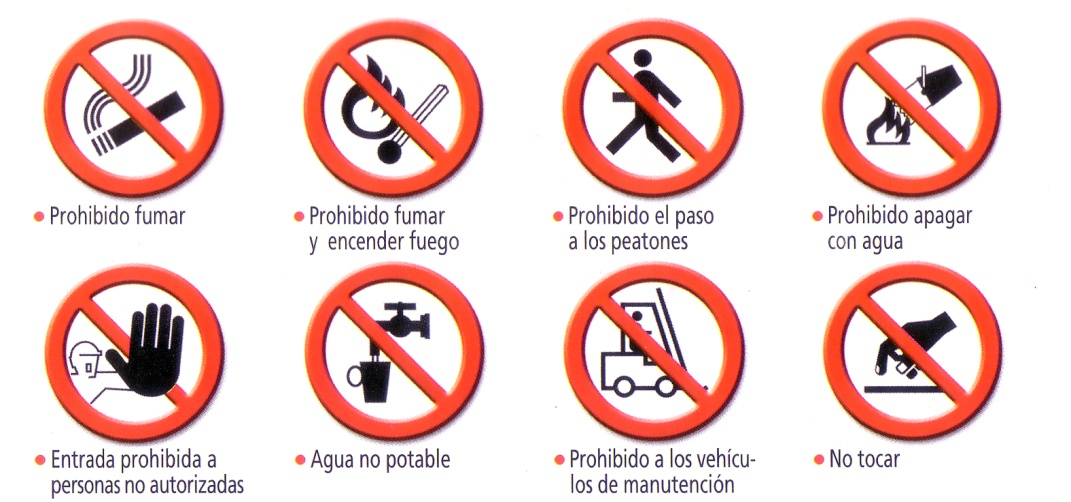 Prohibido fumar
Prohibido fumar
y encender fuego
Prohibido el paso
a los peatones
Prohibido apagar
con agua
Entrada prohibida a
personas no autorizadas
Agua no potable
Prohibido a los vehícu-
los de manutención
No tocar